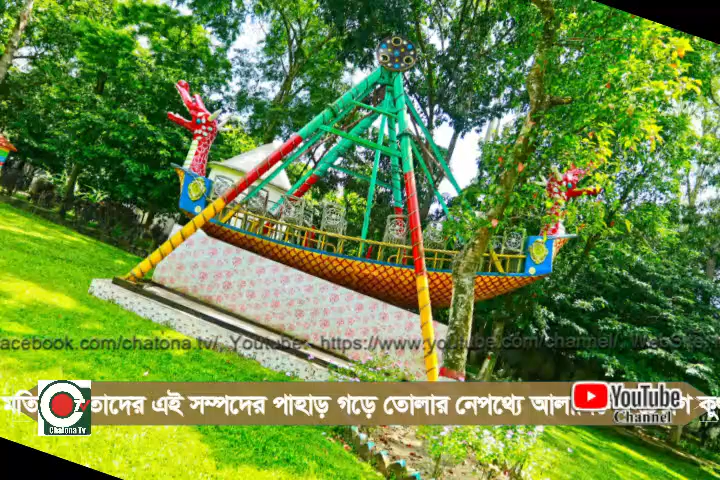 acebook.com/chatona.tv/ Youtube: https://www.youtube.com/channel/ WebSite
তাদের এই সম্পদের পাহাড় গড়ে তোলার নেপথ্যে
YouTube
Channel
Chatona Tv